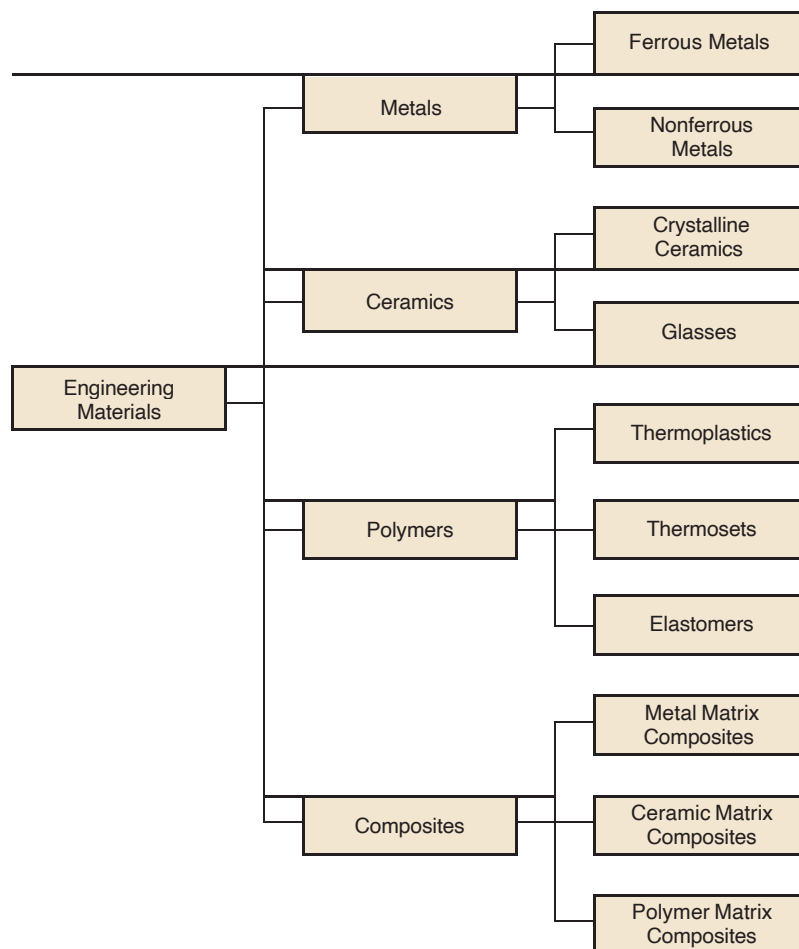 Ferrous Metals
Metals
Nonferrous
Metals
Crystalline
Ceramics
Ceramics
Glasses
Engineering
Materials
Thermoplastics
Polymers
Thermosets
Elastomers
Metal Matrix
Composites
Composites
Ceramic Matrix
Composites
Polymer Matrix
Composites